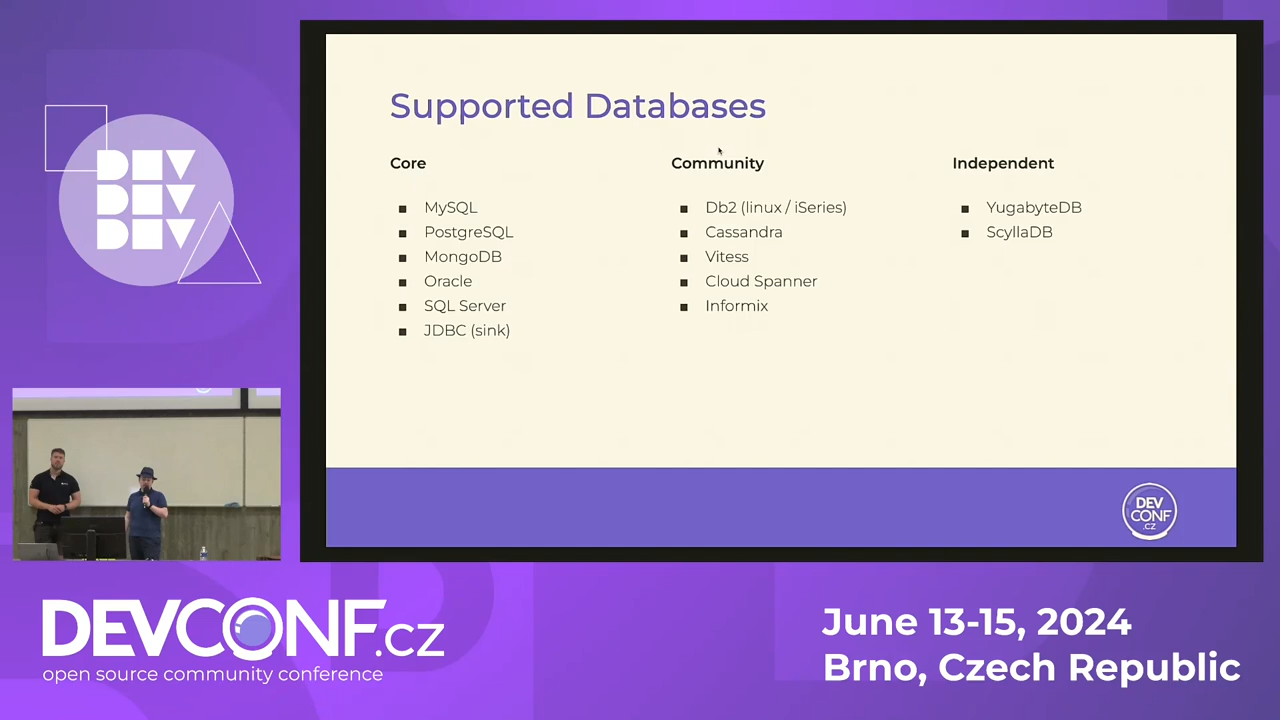 DEV
DEV
DEV
Supported Databases
Core
MySQL
PostgreSQL
MongoDB
Oracle
SQL Server
JDBC (sink)
Community
Db2 (linux / iSeries)
Cassandra
Vitess
Cloud Spanner
Informix
Independent
YugabyteDB
ScyllaDB
DEV
CONF
.CZ
DEVCONF.cz
open source community conference
June 13-15, 2024
Brno, Czech Republic